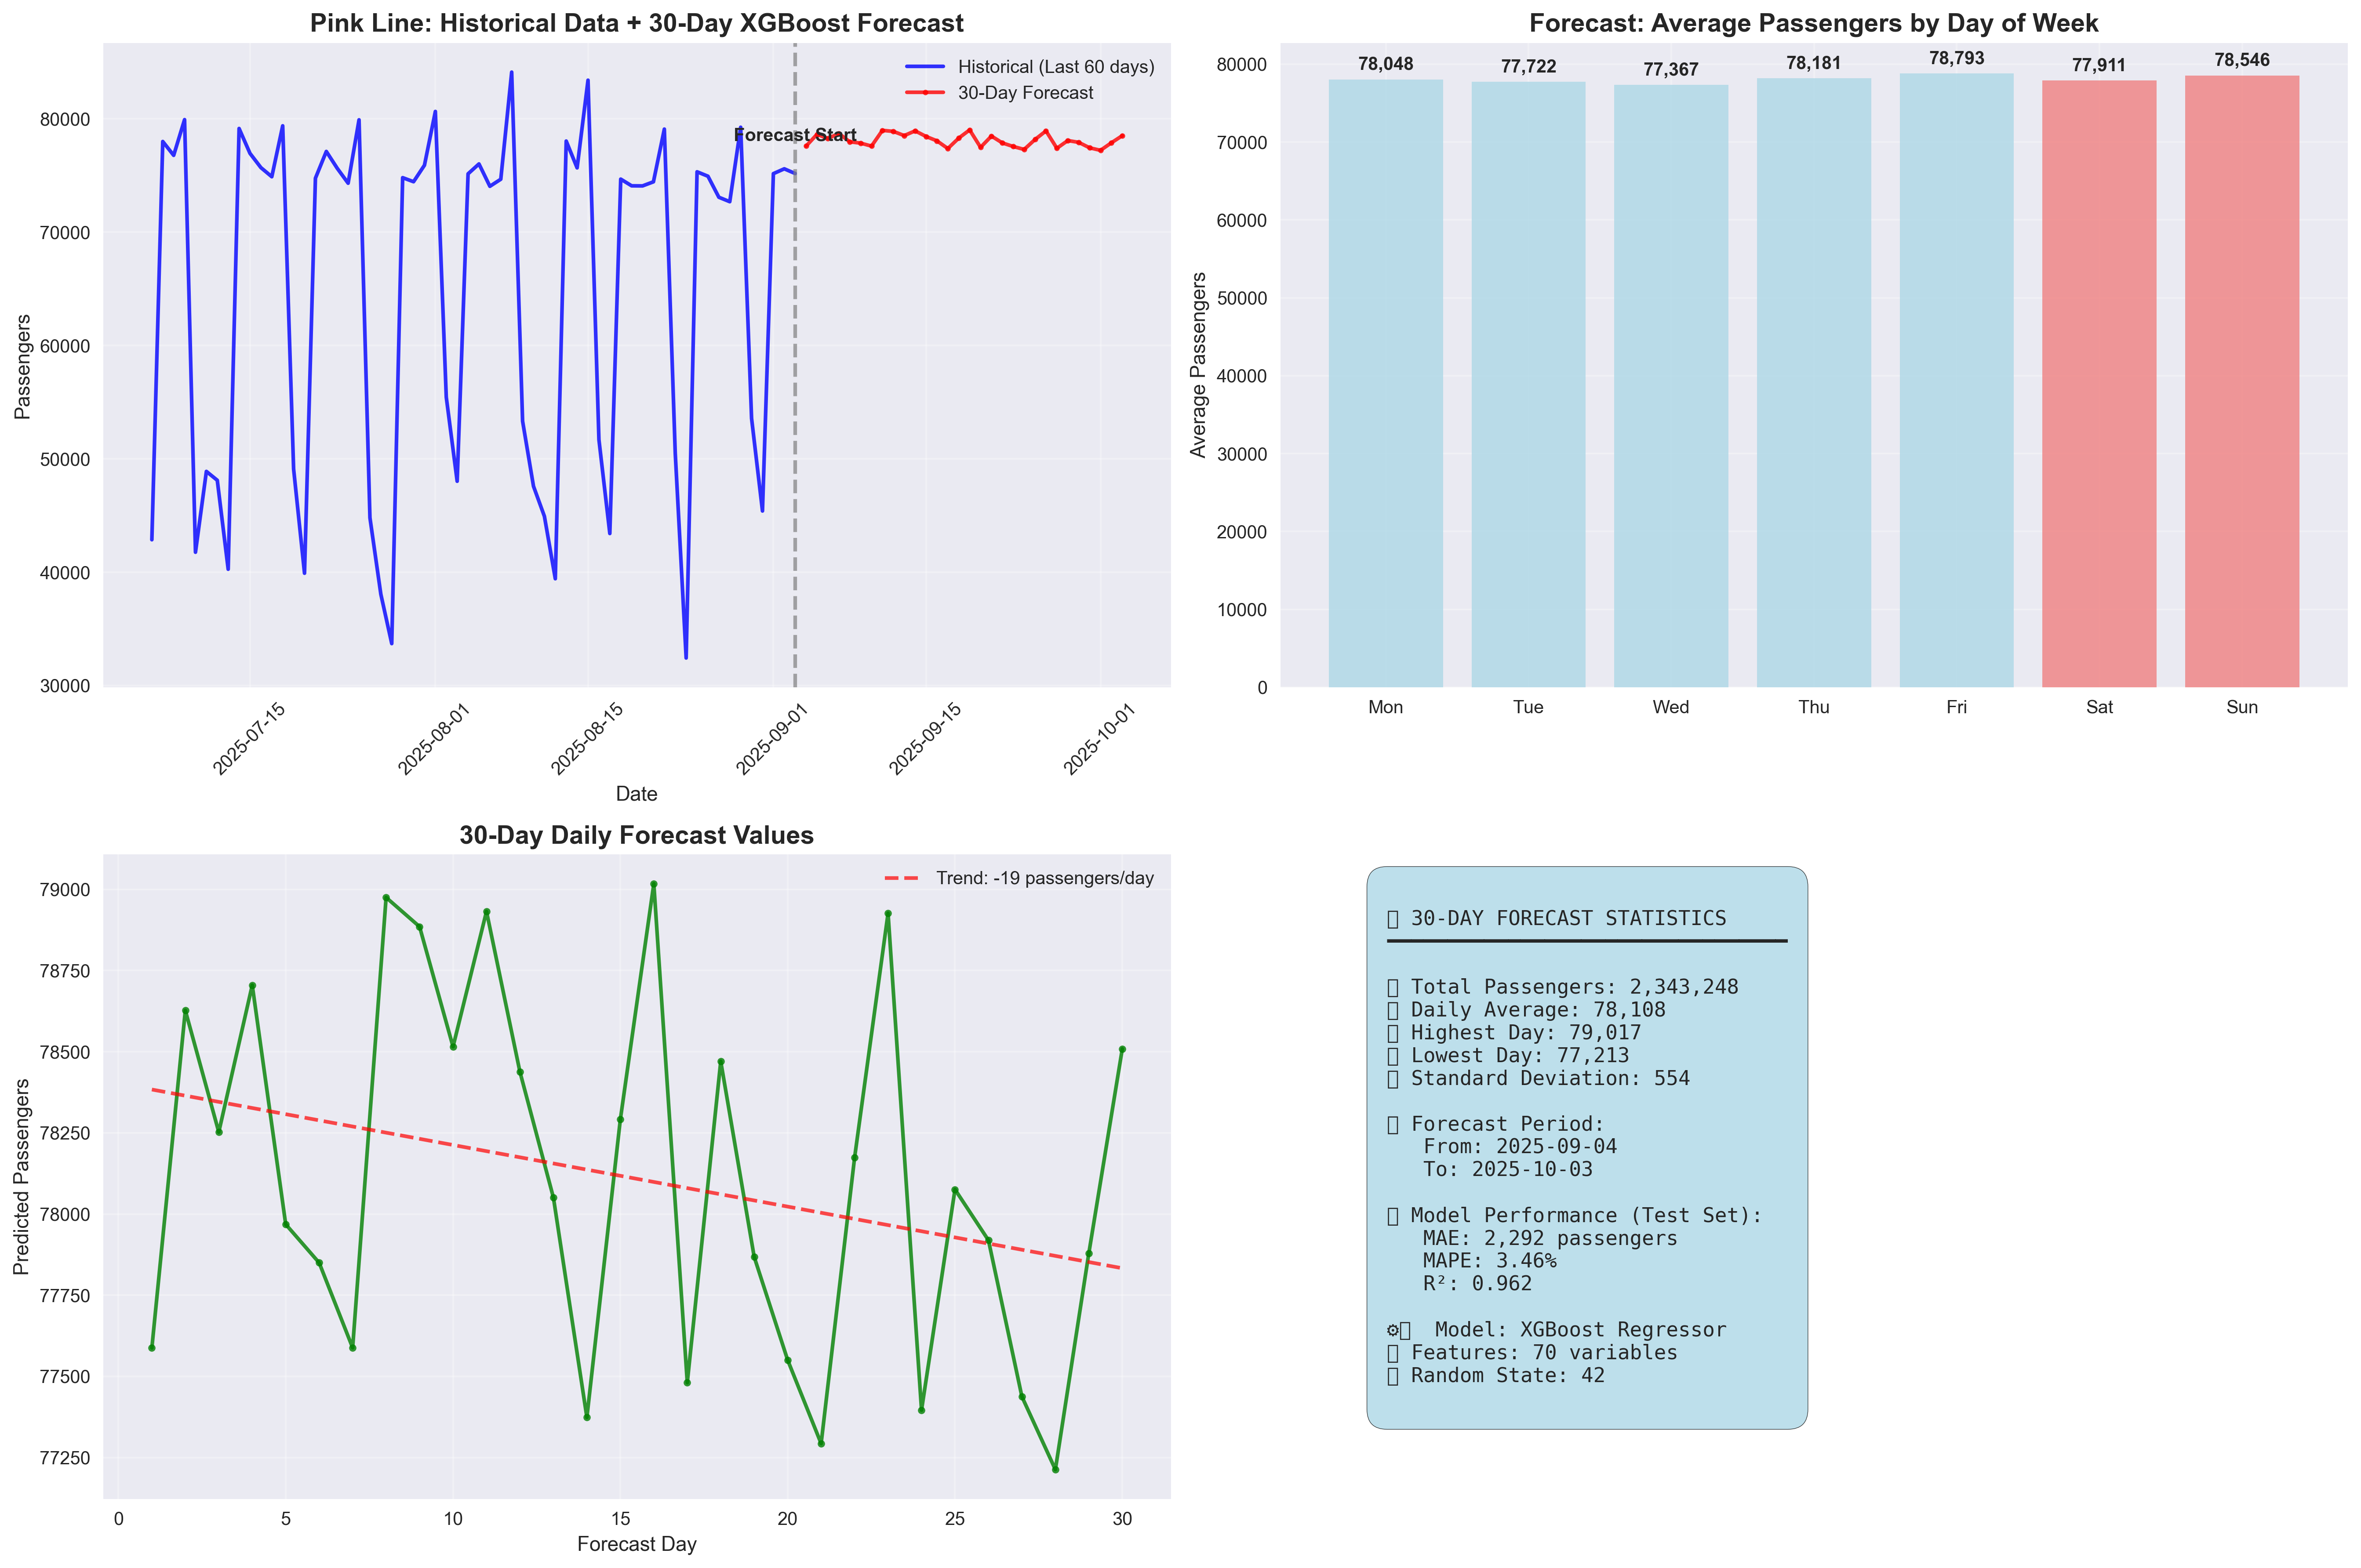 Pink Line: Historical Data + 30-Day XGBoost Forecast
Historical (Last 60 days)
30-Day Forecast
Forecast Start
Passengers
80000
70000
60000
50000
40000
30000
2025-07-15
2025-08-01
2025-08-15
2025-09-01
2025-09-15
2025-10-01
Date
Forecast: Average Passengers by Day of Week
78,048
77,722
77,367
78,181
78,793
77,911
78,546
Average Passengers
80000
70000
60000
50000
40000
30000
20000
10000
0
Mon
Tue
Wed
Thu
Fri
Sat
Sun
30-Day Daily Forecast Values
Trend: -19 passengers/day
Predicted Passengers
79000
78750
78500
78250
78000
77750
77500
77250
0
5
10
15
20
25
30
Forecast Day
30-DAY FORECAST STATISTICS
Total Passengers: 2,343,248
Daily Average: 78,108
Highest Day: 79,017
Lowest Day: 77,213
Standard Deviation: 554
Forecast Period:
From: 2025-09-04
To: 2025-10-03
Model Performance (Test Set):
MAE: 2,292 passengers
MAPE: 3.46%
R²: 0.962
⚙ Model: XGBoost Regressor
Features: 70 variables
Random State: 42